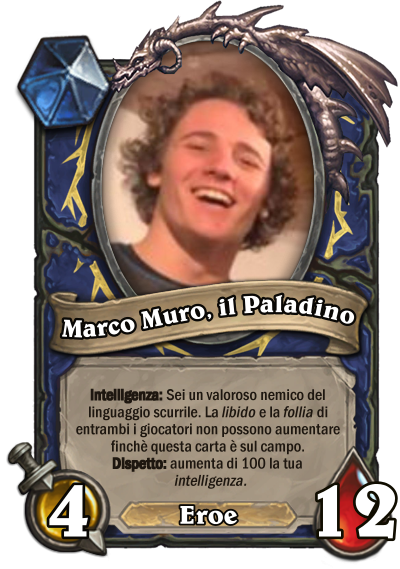 Marco Muro, il Paladino
Intelligenza: Sei un valoroso nemico del
linguaggio scurrile. La libido e la follia di
entrambi i giocatori non possono aumentare
finchè questa carta è sul campo.
Dispetto: aumenta di 100 la tua
intelligenza.
4
Eroe
12